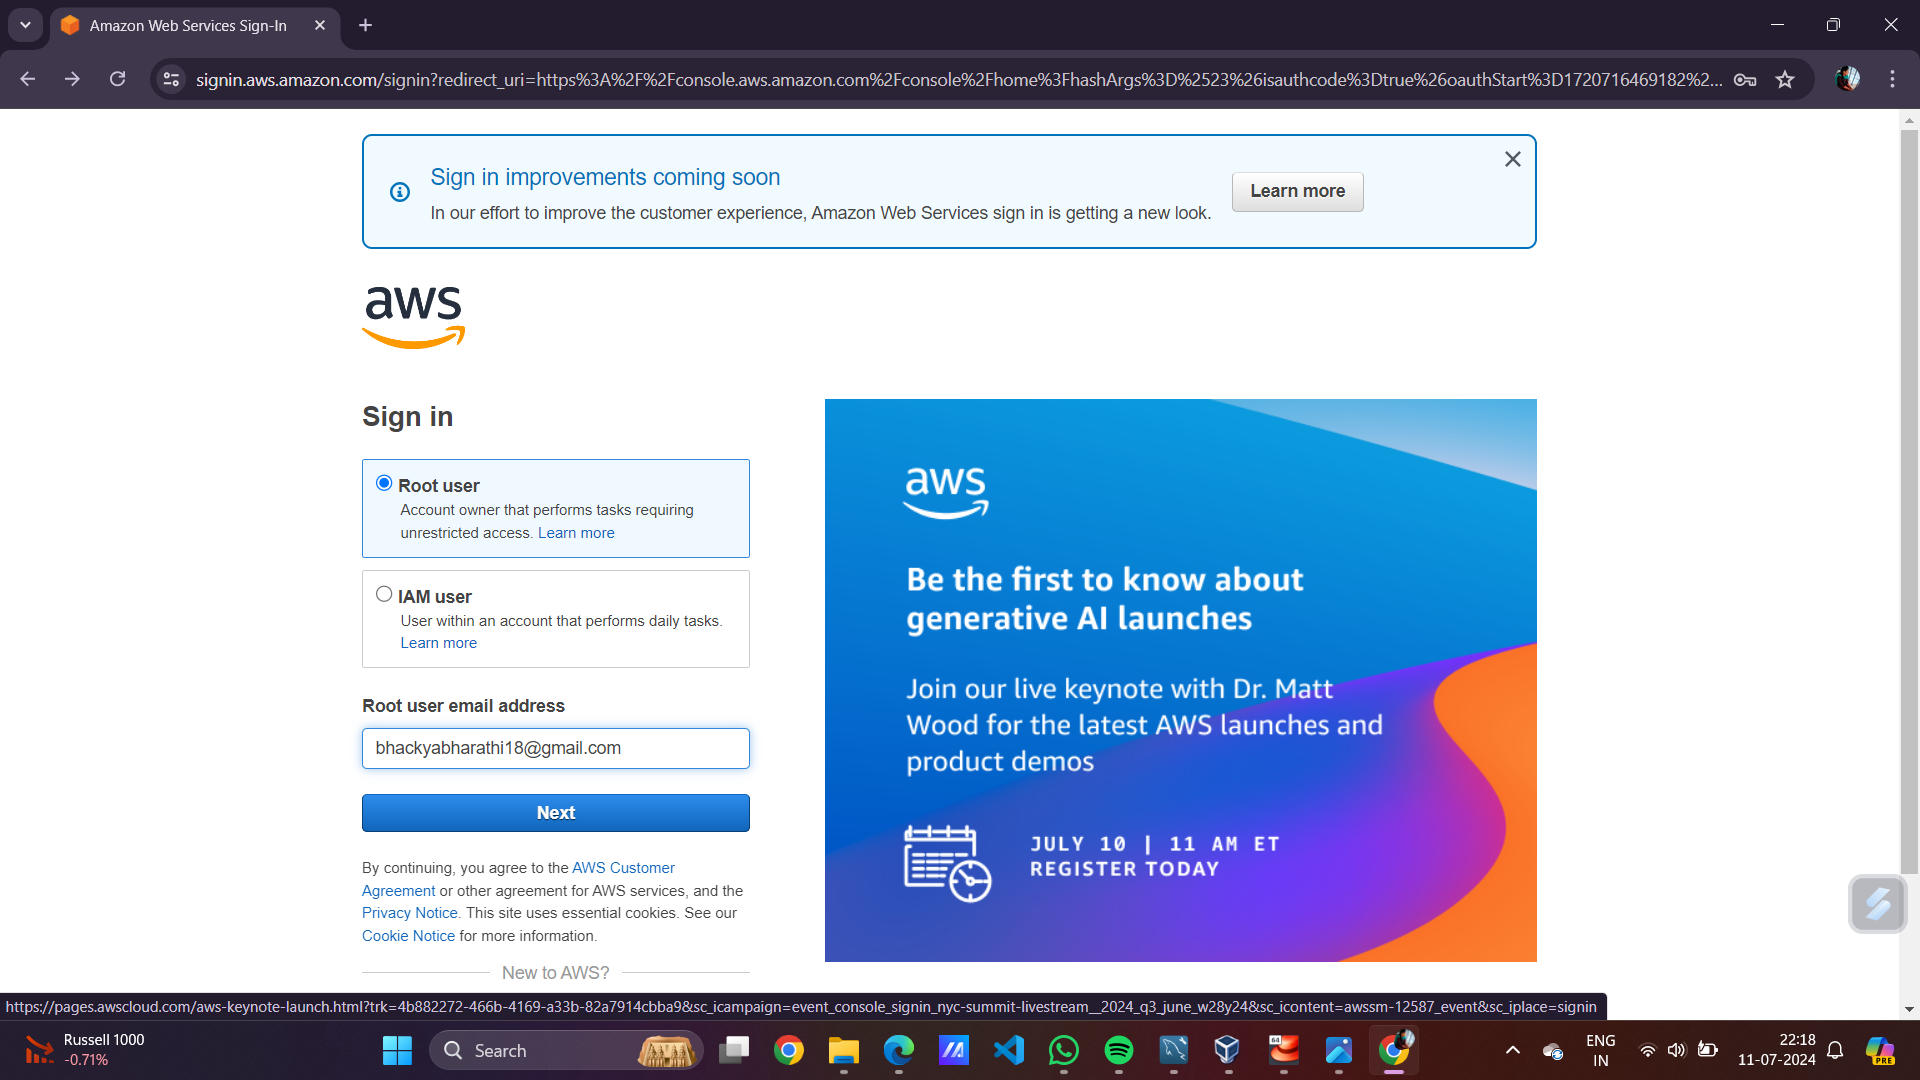 Amazon Web Services Sign-In
signin.aws.amazon.com/signin?redirect_uri=https%3A%2F%2Fconsole.aws.amazon.com%2Fconsole%2Fhome%3FhashArgs%3D%2523%26isauthcode%3Dtrue%26oauthStart%3D1720716469182%2...
Sign in improvements coming soon
In our effort to improve the customer experience, Amazon Web Services sign in is getting a new look.
Learn more
aws
Sign in
Root user
Account owner that performs tasks requiring
unrestricted access. Learn more
IAM user
User within an account that performs daily tasks.
Learn more
Root user email address
bhackyabharathi18@gmail.com
Next
By continuing, you agree to the AWS Customer
Agreement or other agreement for AWS services, and the
Privacy Notice. This site uses essential cookies. See our
Cookie Notice for more information.
New to AWS?
aws
Be the first to know about
generative AI launches
Join our live keynote with Dr. Matt
Wood for the latest AWS launches and
product demos
JULY 10 | 11 AM ET
REGISTER TODAY
https://pages.awscloud.com/aws-keynote-launch.html?trk=4b882272-466b-4169-a33b-82a7914cbba9&sc_icampaign=event_console_signin_nyc-summit-livestream__2024_q3_june_w28y24&sc_icontent=awssm-12587_event&sc_iplace=signin
Russell 1000
-0.71%
Search
64
ENG
IN
22:18
11-07-2024
PRE